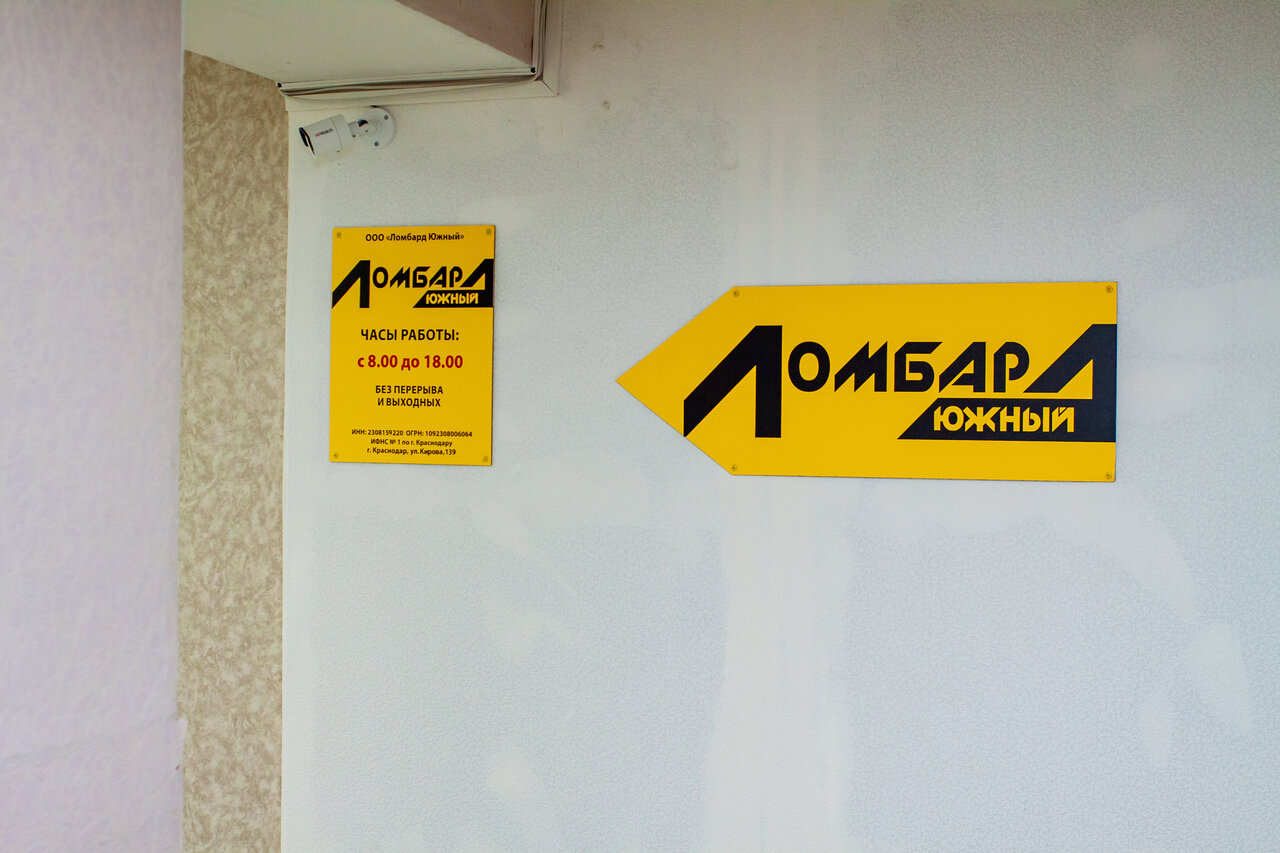 HiWatch
ООО «Ломбард Южный»
ЛОМБАРД
ЮЖНЫЙ
ЧАСЫ РАБОТЫ:
с 8.00 до 18.00
БЕЗ ПЕРЕРЫВА
И ВЫХОДНЫХ
ИНН: 2308159220 ОГРН: 1092308006064
ИФНС № 1 по г. Краснодару
г. Краснодар, ул. Кирова,139
ЛОМБАРД
ЮЖНЫЙ